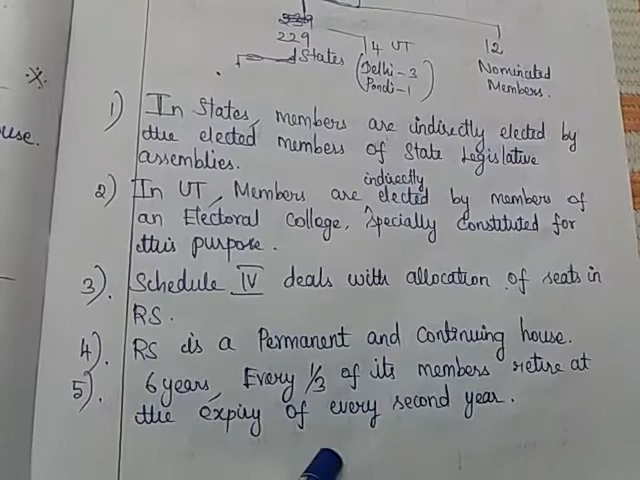 229
4 UT
12
States
(Delhi - 3
Nominated
Pondi - 1)
Members.
use.
1) In States, members are indirectly elected by
the elected members of State Legislative
assemblies.
indirectly
2) In UT, Members are ^ elected by members of
an Electoral College, specially constituted for
this purpose.
3). Schedule IV deals with allocation of seats in
RS.
4). RS is a Permanent and Continuing house.
5). 6 years, Every 1/3 of its members retire at
the expiry of every second year.